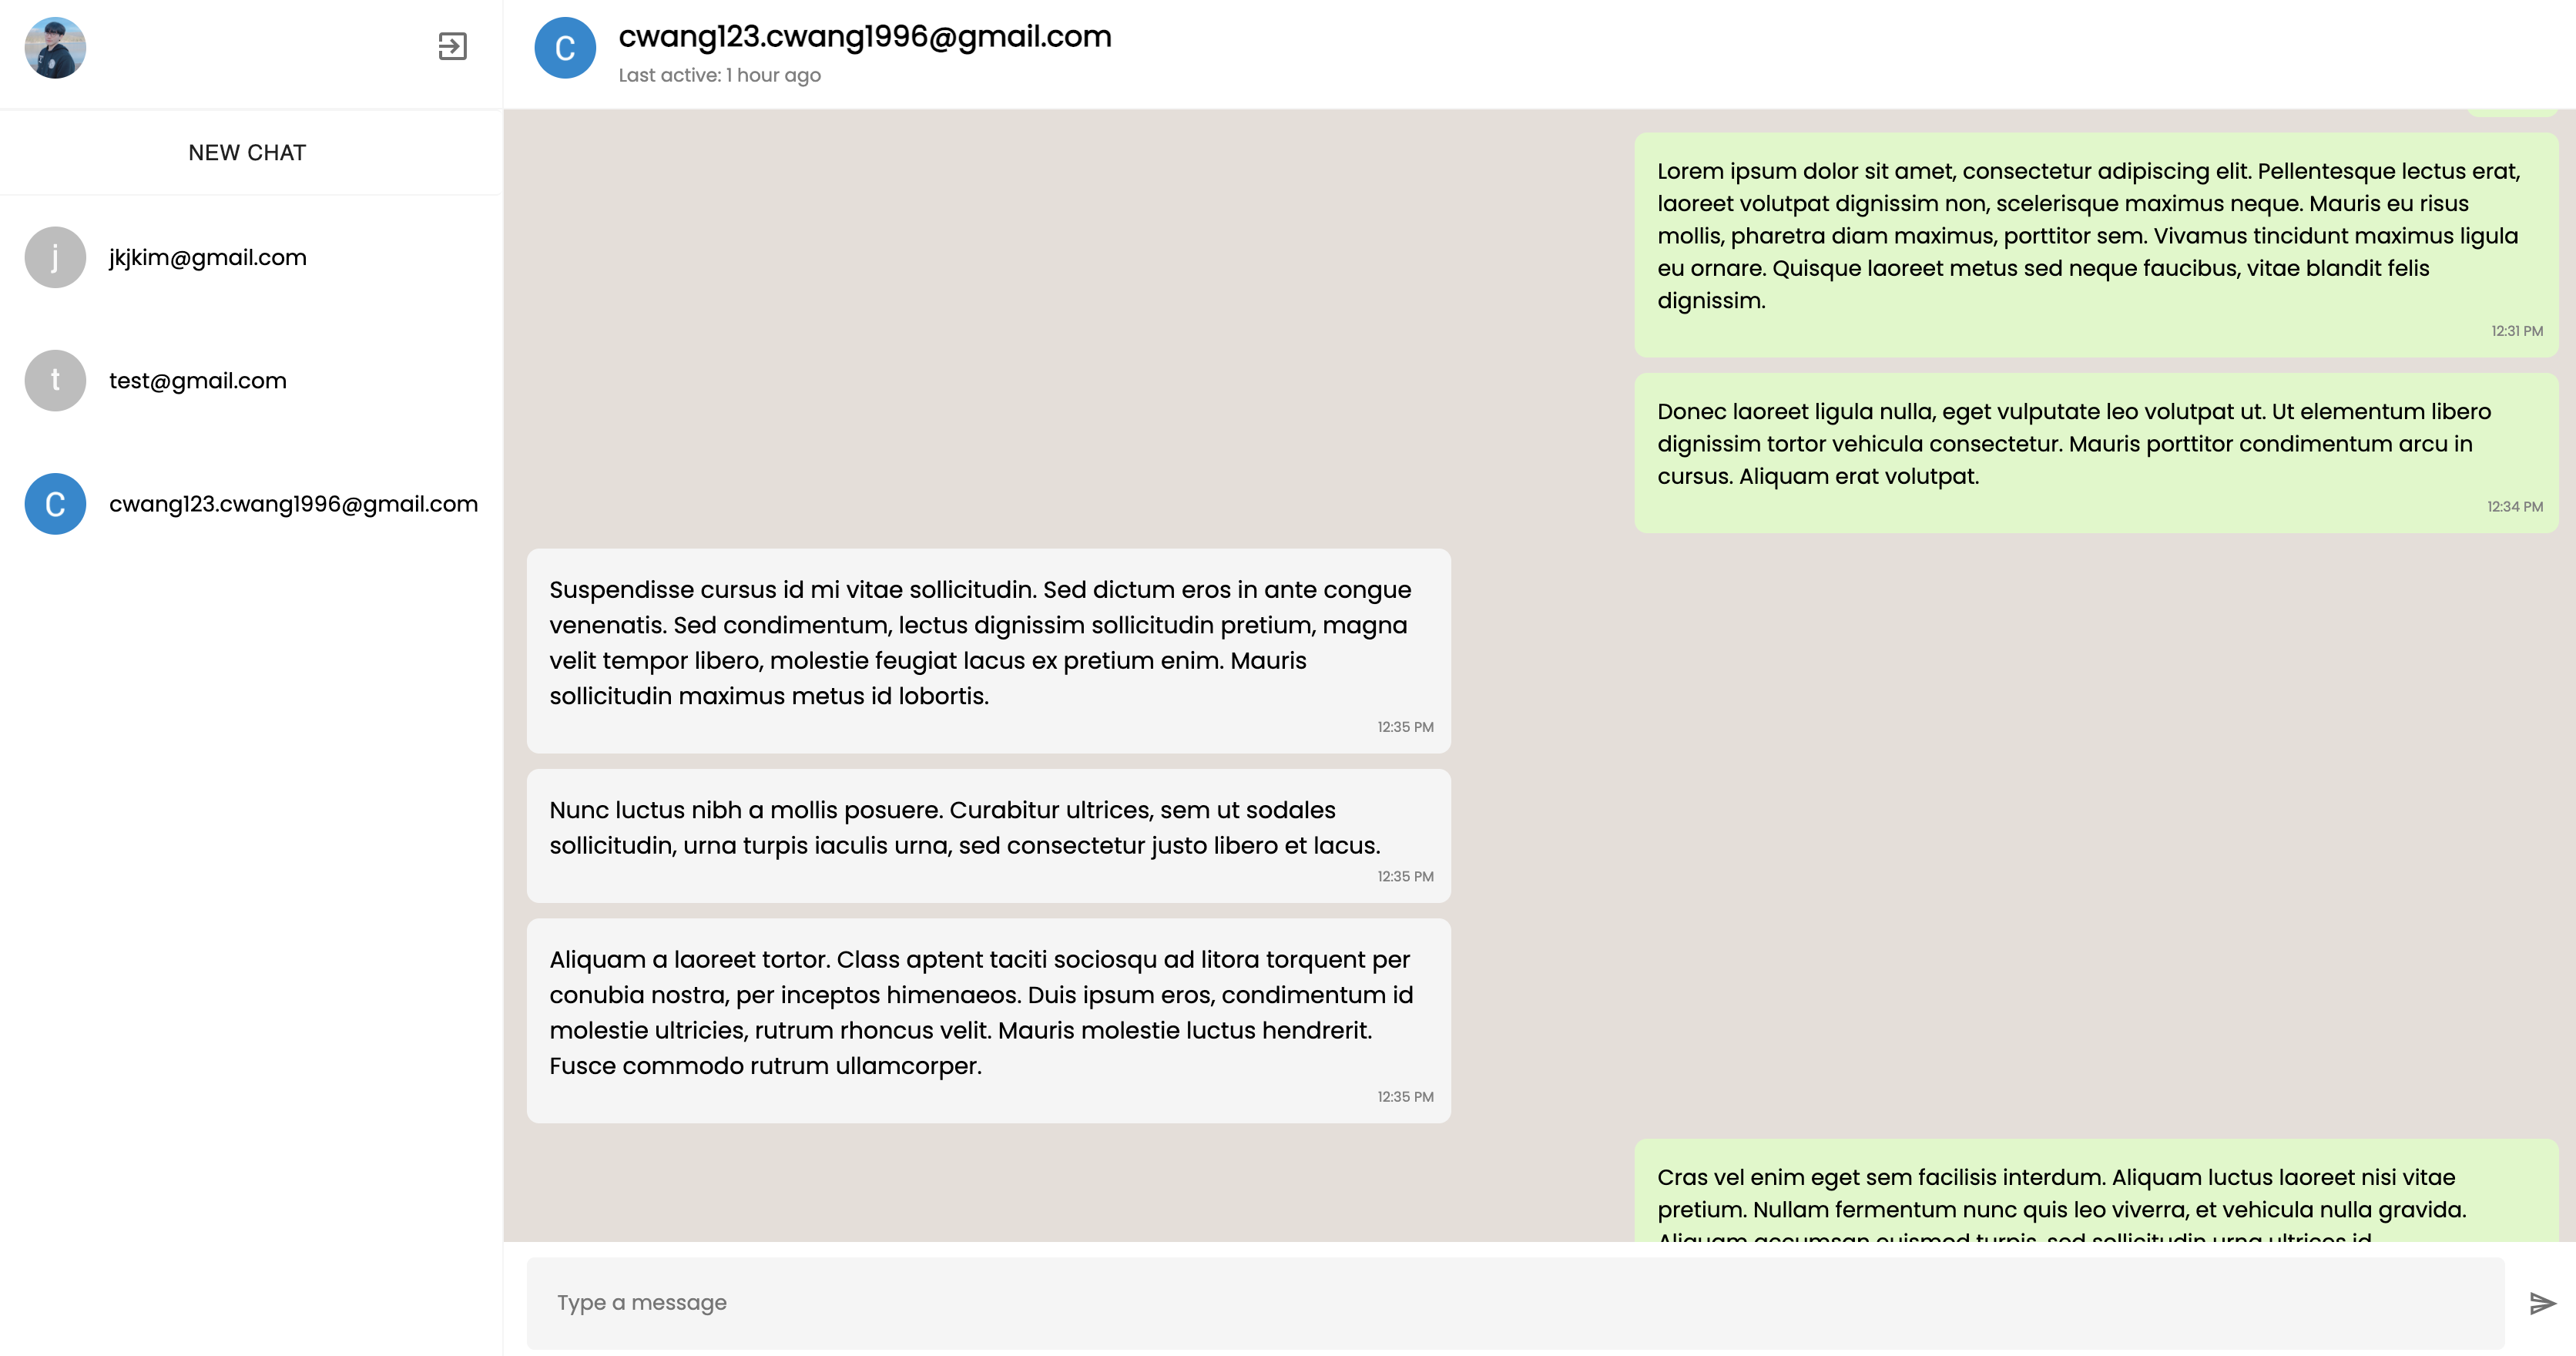 NEW CHAT
j
jkjkim@gmail.com
t
test@gmail.com
C
cwang123.cwang1996@gmail.com
C
cwang123.cwang1996@gmail.com
Last active: 1 hour ago
Lorem ipsum dolor sit amet, consectetur adipiscing elit. Pellentesque lectus erat,
laoreet volutpat dignissim non, scelerisque maximus neque. Mauris eu risus
mollis, pharetra diam maximus, porttitor sem. Vivamus tincidunt maximus ligula
eu ornare. Quisque laoreet metus sed neque faucibus, vitae blandit felis
dignissim.
12:31 PM
Donec laoreet ligula nulla, eget vulputate leo volutpat ut. Ut elementum libero
dignissim tortor vehicula consectetur. Mauris porttitor condimentum arcu in
cursus. Aliquam erat volutpat.
12:34 PM
Suspendisse cursus id mi vitae sollicitudin. Sed dictum eros in ante congue
venenatis. Sed condimentum, lectus dignissim sollicitudin pretium, magna
velit tempor libero, molestie feugiat lacus ex pretium enim. Mauris
sollicitudin maximus metus id lobortis.
12:35 PM
Nunc luctus nibh a mollis posuere. Curabitur ultrices, sem ut sodales
sollicitudin, urna turpis iaculis urna, sed consectetur justo libero et lacus.
12:35 PM
Aliquam a laoreet tortor. Class aptent taciti sociosqu ad litora torquent per
conubia nostra, per inceptos himenaeos. Duis ipsum eros, condimentum id
molestie ultricies, rutrum rhoncus velit. Mauris molestie luctus hendrerit.
Fusce commodo rutrum ullamcorper.
12:35 PM
Cras vel enim eget sem facilisis interdum. Aliquam luctus laoreet nisi vitae
pretium. Nullam fermentum nunc quis leo viverra, et vehicula nulla gravida.
Aliquam accumsan euismod turpis, sed sollicitudin urna ultrices id
Type a message